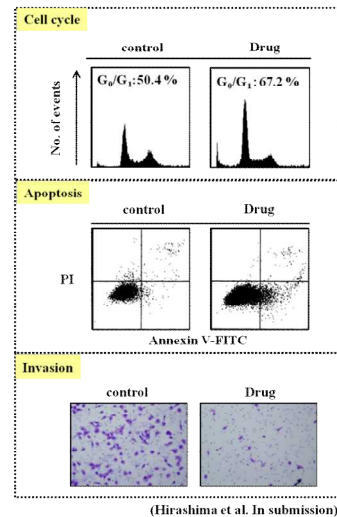 Cell cycle
control Drug
G₀/G₁:50.4 % G₀/G₁:67.2 %
No. of events
Apoptosis
control Drug
PI
Annexin V-FITC
Invasion
control Drug
(Hirashima et al. In submission)